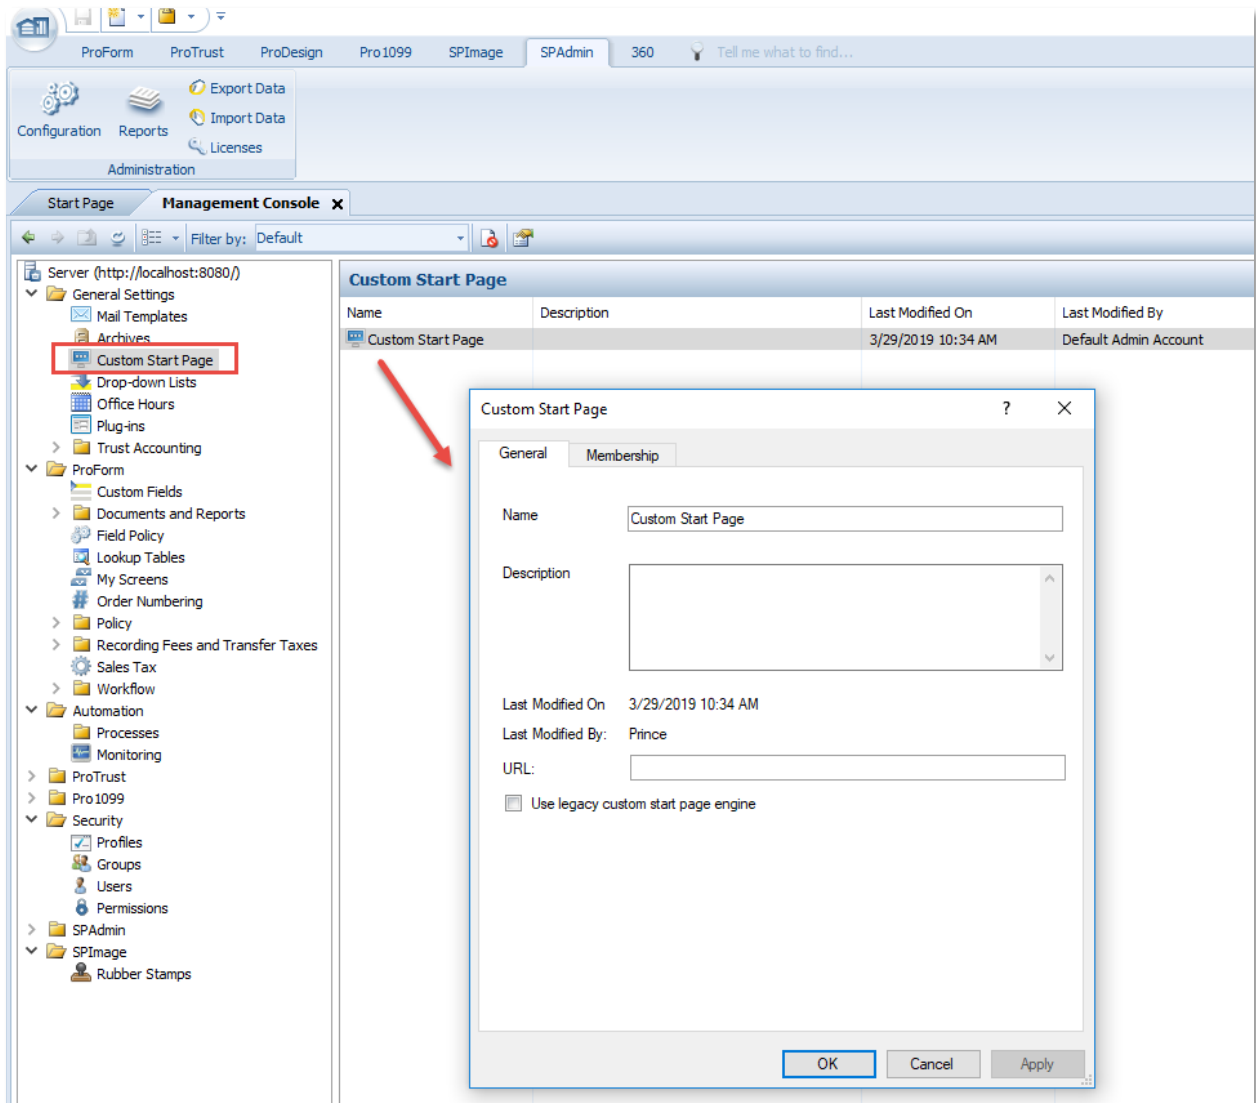 ProForm ProTrust ProDesign Pro1099 SPImage SPAdmin 360 Tell me what to find...
Configuration
Reports
Export Data
Import Data
Licenses
Administration
Start Page
Management Console
Filter by: Default
Server (http://localhost:8080/)
General Settings
Mail Templates
Archives
Custom Start Page
Drop-down Lists
Office Hours
Plug-ins
Trust Accounting
ProForm
Custom Fields
Documents and Reports
Field Policy
Lookup Tables
My Screens
Order Numbering
Policy
Recording Fees and Transfer Taxes
Sales Tax
Workflow
Automation
Processes
Monitoring
ProTrust
Pro1099
Security
Profiles
Groups
Users
Permissions
SPAdmin
SPImage
Rubber Stamps
Custom Start Page
Name Description Last Modified On Last Modified By
Custom Start Page 3/29/2019 10:34 AM Default Admin Account
Custom Start Page ?
General Membership
Name Custom Start Page
Description
Last Modified On 3/29/2019 10:34 AM
Last Modified By: Prince
URL:
Use legacy custom start page engine
OK Cancel Apply